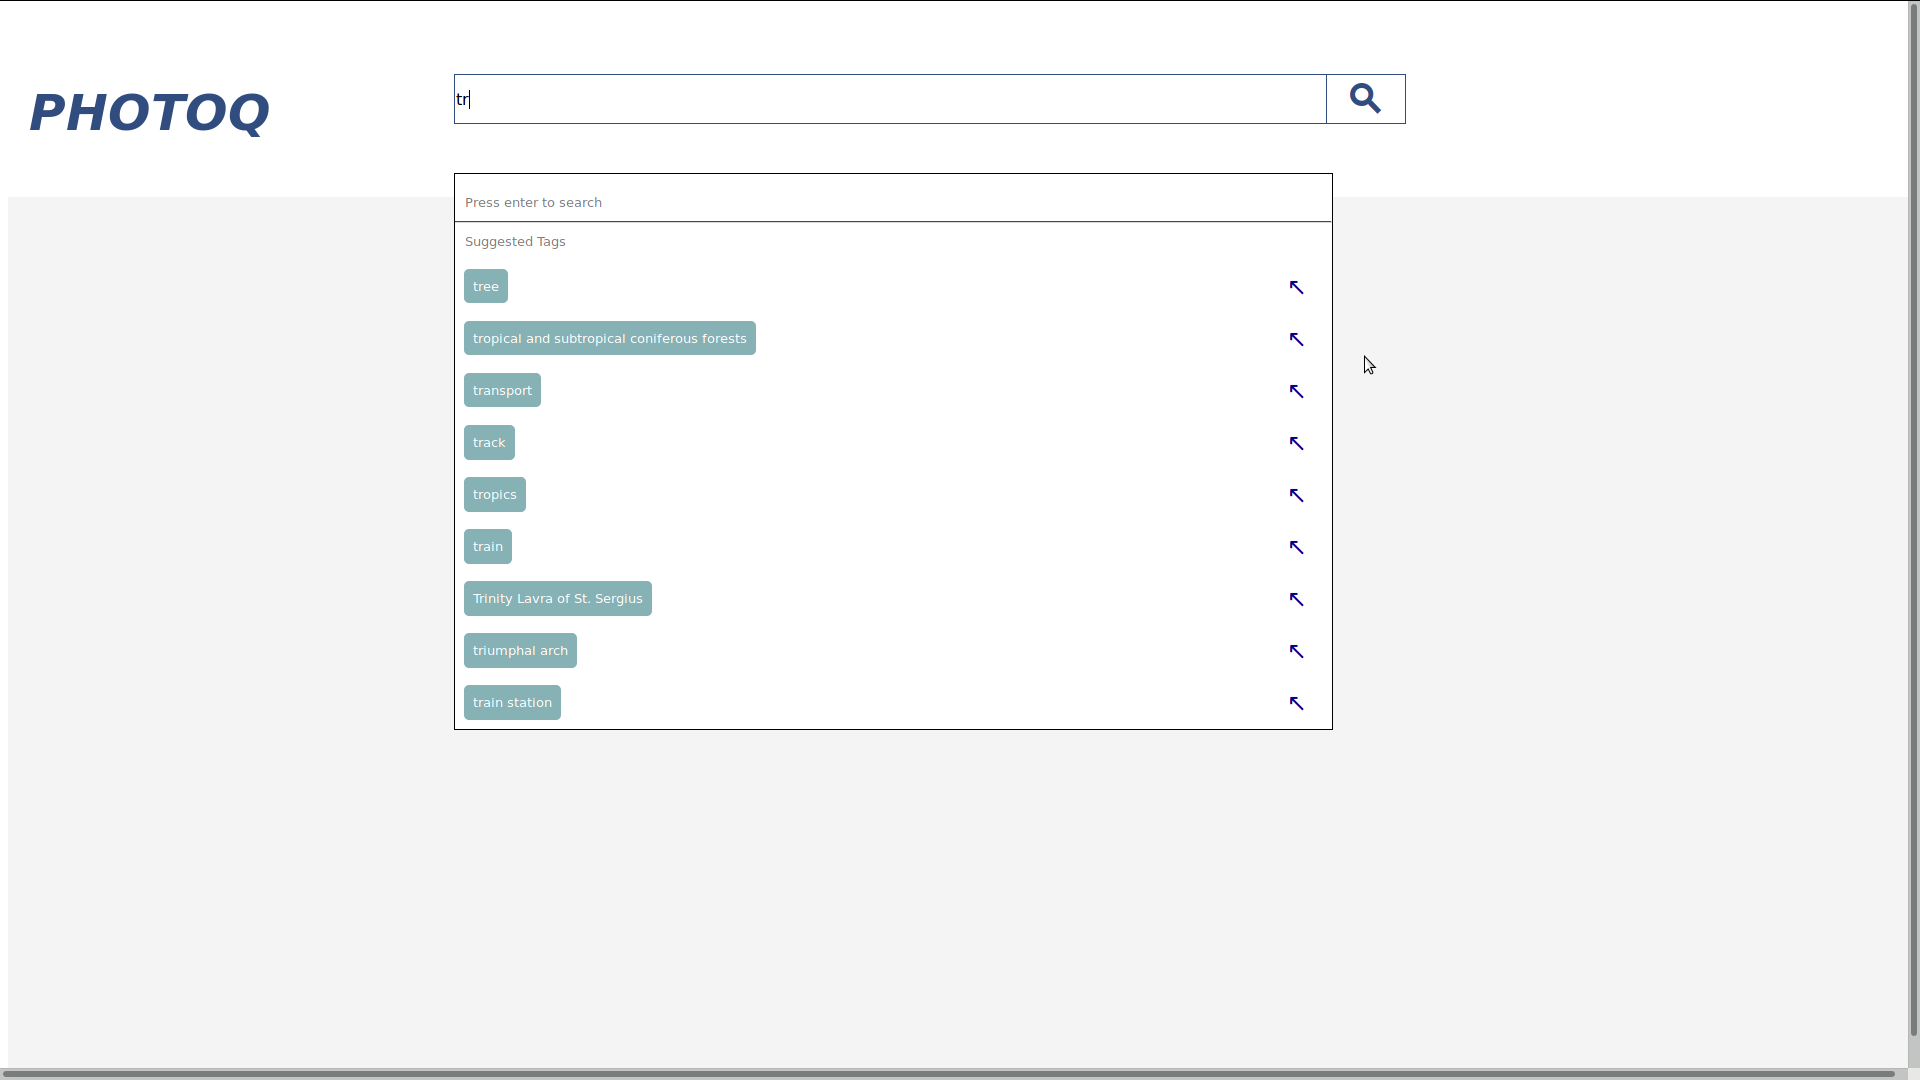 PHOTOQ
tr
Press enter to search
Suggested Tags
tree
tropical and subtropical coniferous forests
transport
track
tropics
train
Trinity Lavra of St. Sergius
triumphal arch
train station